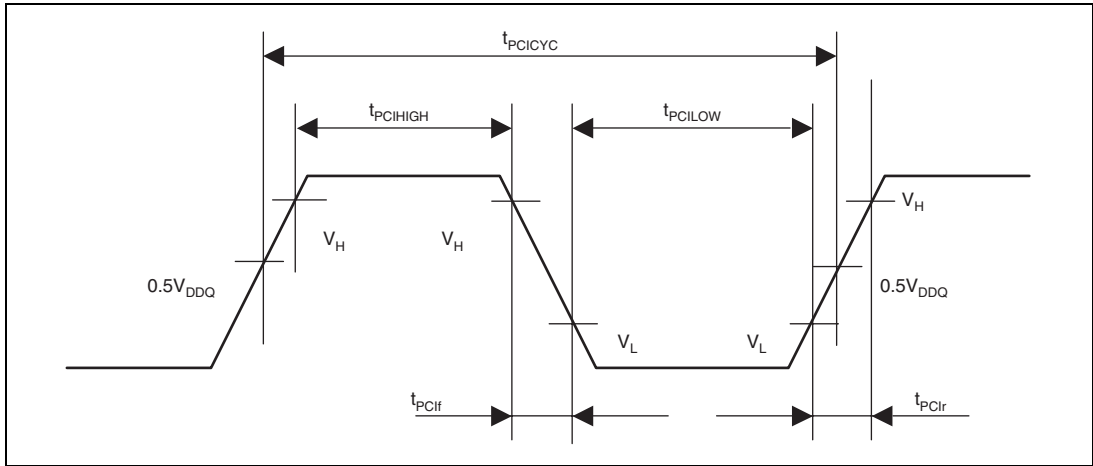 tPCICYC
tPCIHIGH
tPCILOW
VH
VH
VH
0.5VDDQ
0.5VDDQ
VL
VL
tPCIf
tPCIr